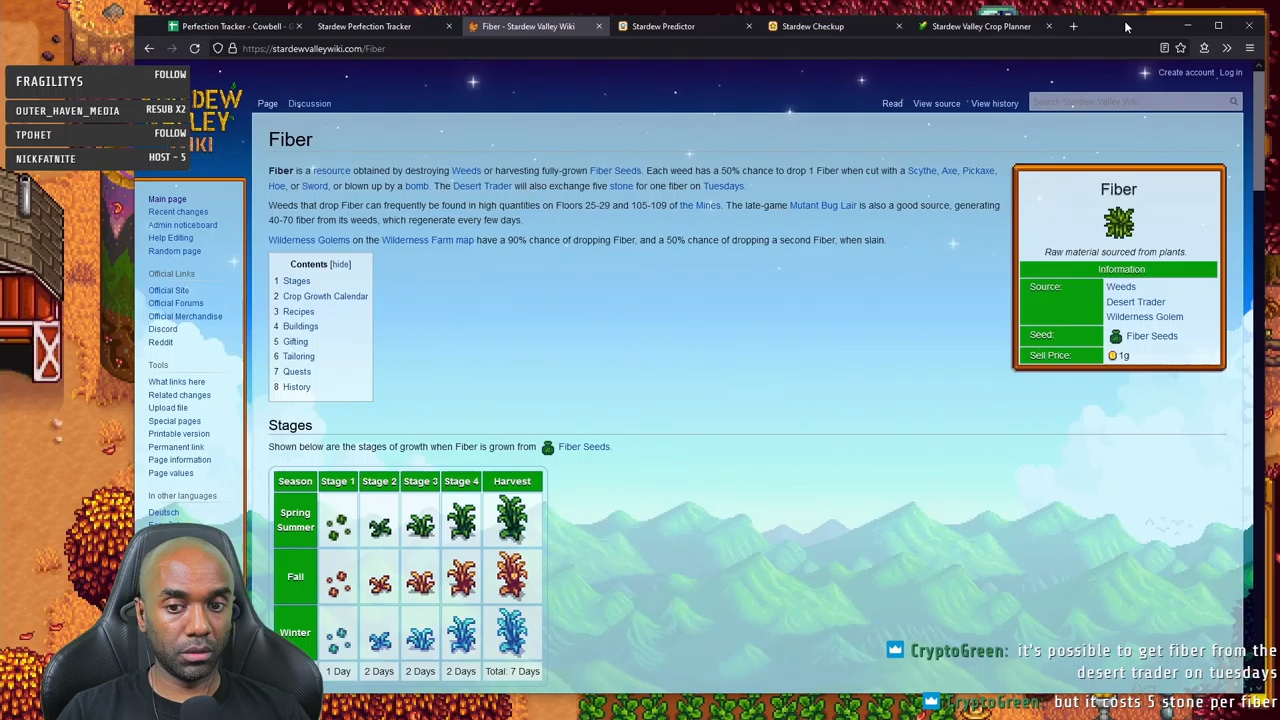 Perfection Tracker - Cowbell -
Stardew Perfection Tracker
Fiber - Stardew Valley Wiki
Stardew Predictor
Stardew Checkup
Stardew Valley Crop Planner
https://stardewvalleywiki.com/Fiber
FRAGILITYS FOLLOW
OUTER_HAVEN_MEDIA RESUB X2
TPOHET FOLLOW
NICKFATNITE HOST - 5
Create account Log in
Page Discussion
Read View source View history
Search Stardew Valley Wiki
Main page
Recent changes
Admin noticeboard
Help Editing
Random page
Official Links
Official Site
Official Forums
Official Merchandise
Discord
Reddit
Tools
What links here
Related changes
Upload file
Special pages
Printable version
Permanent link
Page information
Page values
In other languages
Deutsch
Fiber
Fiber is a resource obtained by destroying Weeds or harvesting fully-grown Fiber Seeds. Each weed has a 50% chance to drop 1 Fiber when cut with a Scythe, Axe, Pickaxe,
Hoe, or Sword, or blown up by a bomb. The Desert Trader will also exchange five stone for one fiber on Tuesdays.
Weeds that drop Fiber can frequently be found in high quantities on Floors 25-29 and 105-109 of the Mines. The late-game Mutant Bug Lair is also a good source, generating
40-70 fiber from its weeds, which regenerate every few days.
Wilderness Golems on the Wilderness Farm map have a 90% chance of dropping Fiber, and a 50% chance of dropping a second Fiber, when slain.
Contents [hide]
1 Stages
2 Crop Growth Calendar
3 Recipes
4 Buildings
5 Gifting
6 Tailoring
7 Quests
8 History
Fiber
Raw material sourced from plants.
Information
Source: Weeds
Desert Trader
Wilderness Golem
Seed: Fiber Seeds
Sell Price: 1g
Stages
Shown below are the stages of growth when Fiber is grown from Fiber Seeds.
Season Stage 1 Stage 2 Stage 3 Stage 4 Harvest
Spring
Summer
Fall
Winter
1 Day 2 Days 2 Days 2 Days Total: 7 Days
CryptoGreen: it's possible to get fiber from the
desert trader on tuesdays
CryptoGreen: but it costs 5 stone per fiber